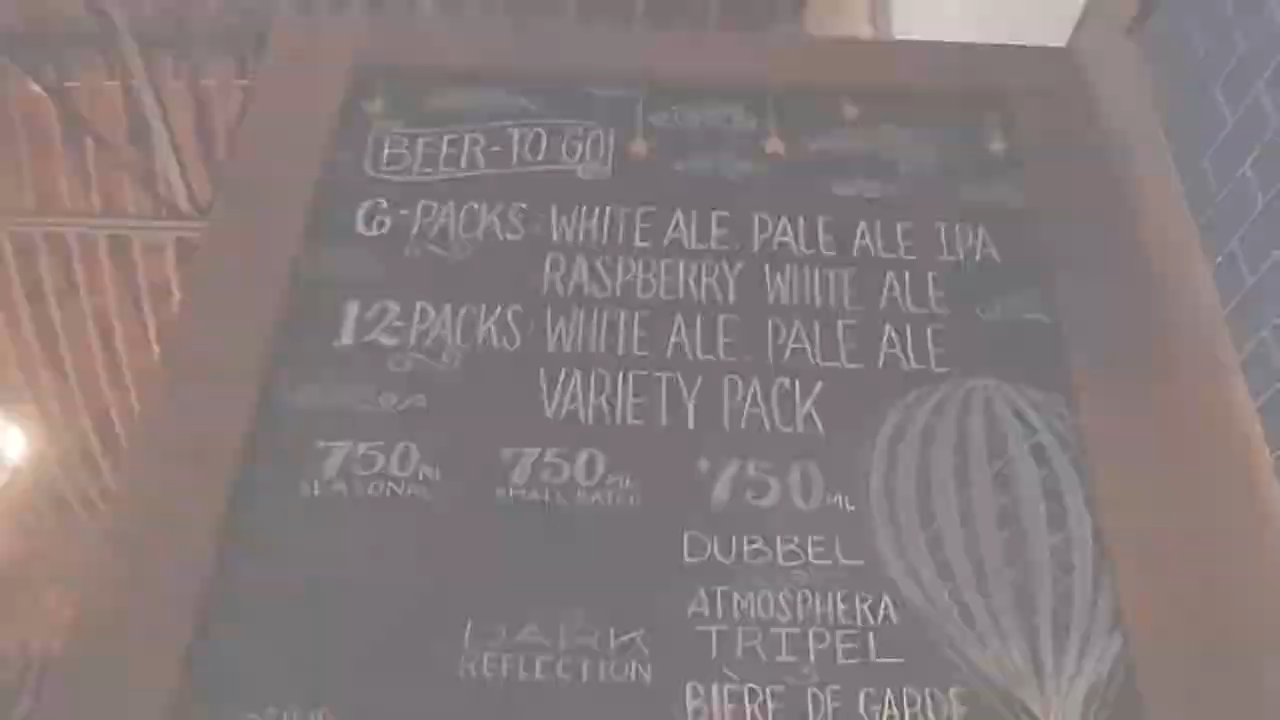 BEER-TO GO!
6-PACKS: WHITE ALE. PALE ALE IPA
RASPBERRY WHITE ALE
12-PACKS: WHITE ALE. PALE ALE
VARIETY PACK
750ML 750ML 750ML
SEASONAL SMALL BATCH
DUBBEL
ATMOSPHERA
DARK TRIPEL
REFLECTION
BIÈRE DE GARDE